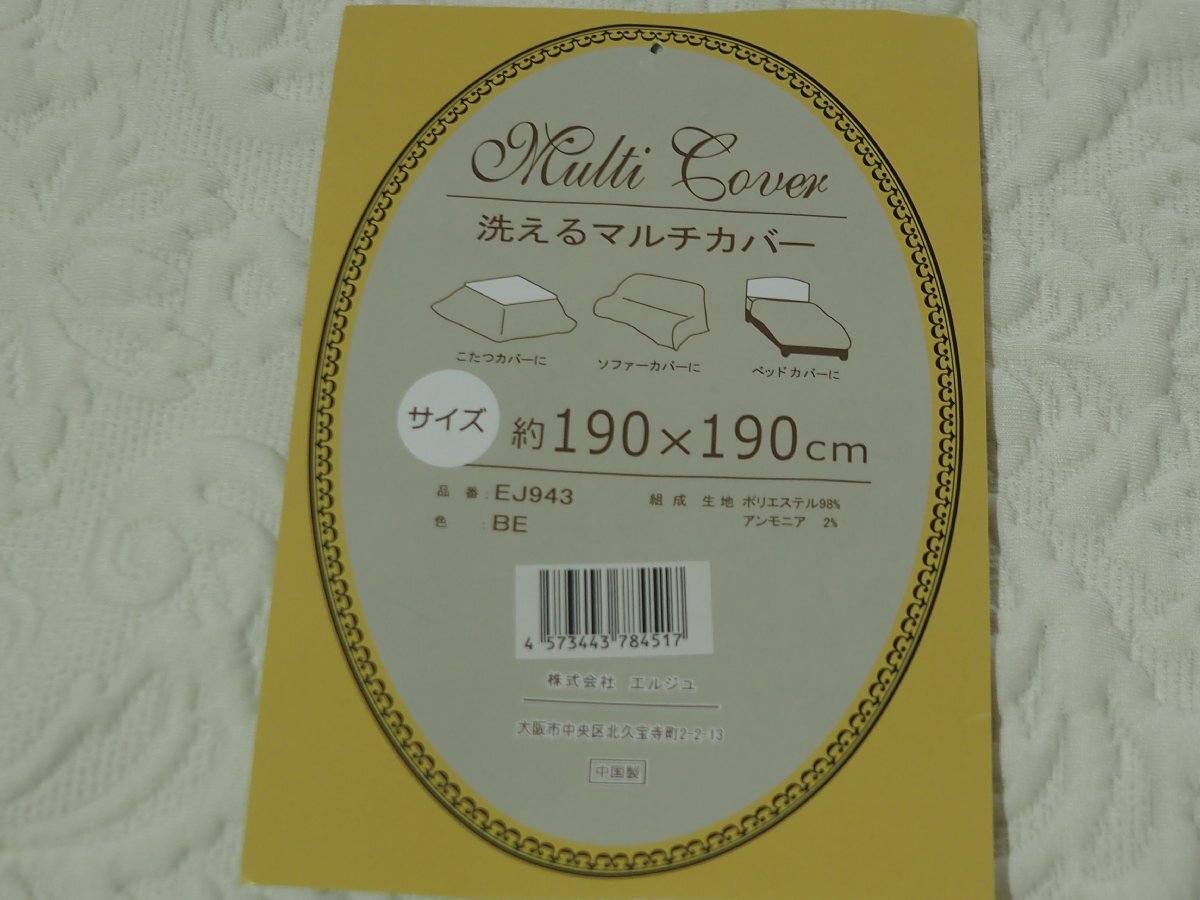 Multi Cover
洗えるマルチカバー
こたつカバーに ソファーカバーに ベッドカバーに
サイズ 約190×190cm
品番:EJ943 組成 生地 ポリエステル98%
色:BE アンモニア 2%
4 573443 784517
株式会社 エルジュ
大阪市中央区北久宝寺町2-2-13
中国製